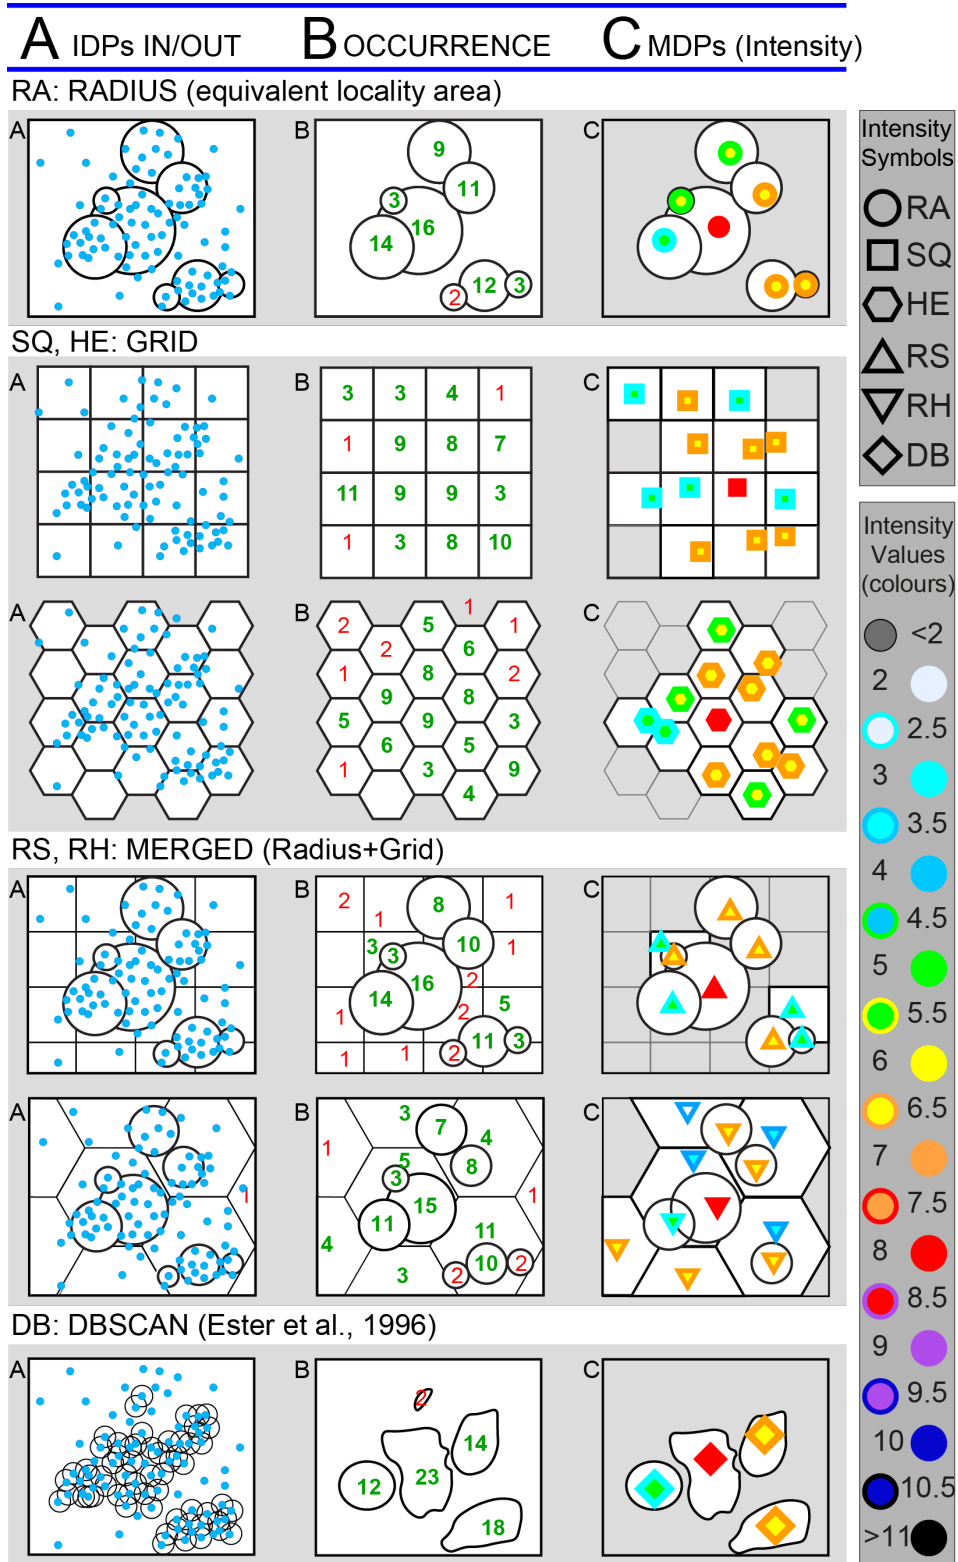 A IDPs IN/OUT B OCCURRENCE C MDPs (Intensity)
RA: RADIUS (equivalent locality area)
A B C
9
11
3
16
14
12 3
2
SQ, HE: GRID
A B C
3 3 4 1
1 9 8 7
11 9 9 3
1 3 8 10
A B C
1
2 5 1
2 6
1 8 2
9 8
5 9 3
6 5
1 3 9
4
RS, RH: MERGED (Radius+Grid)
A B C
2 8 1
1
3 3 10 1
16 2
14 5
1 2
11 3
1 1 2
A B C
3
7
1 4
5 8
3
1 15 1
11 11
4
10 2
3 2
DB: DBSCAN (Ester et al., 1996)
A B C
2
14
23
12
18
Intensity
Symbols
RA
SQ
HE
RS
RH
DB
Intensity
Values
(colours)
<2
2
2.5
3
3.5
4
4.5
5
5.5
6
6.5
7
7.5
8
8.5
9
9.5
10
10.5
>11